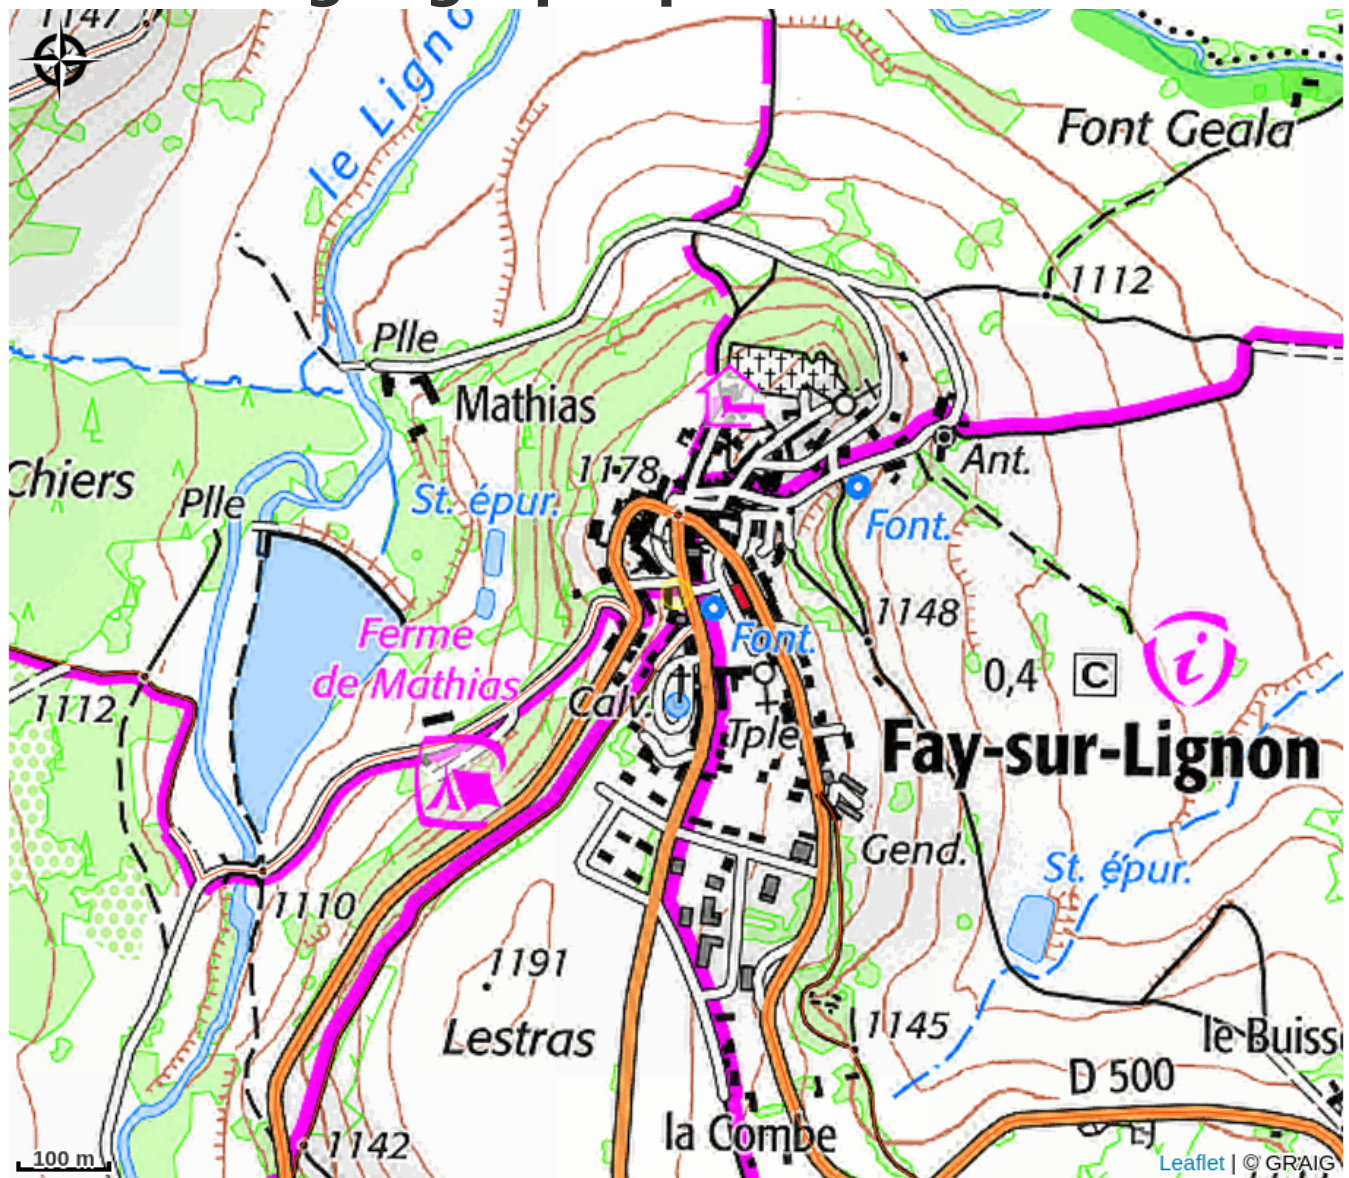 1147
le Ligno
Font Geala
1112
Plle
Mathias
Chiers
1178
Ant.
Plle
St. épur.
Font.
1148
Ferme
de Mathias
Font.
0,4 C
i
1112
Calv.
Tple
Fay-sur-Lignon
Gend.
St. épur.
1110
1191
Lestras
1145
le Buiss
D 500
la Combe
1142
100 m
Leaflet | © GRAIG